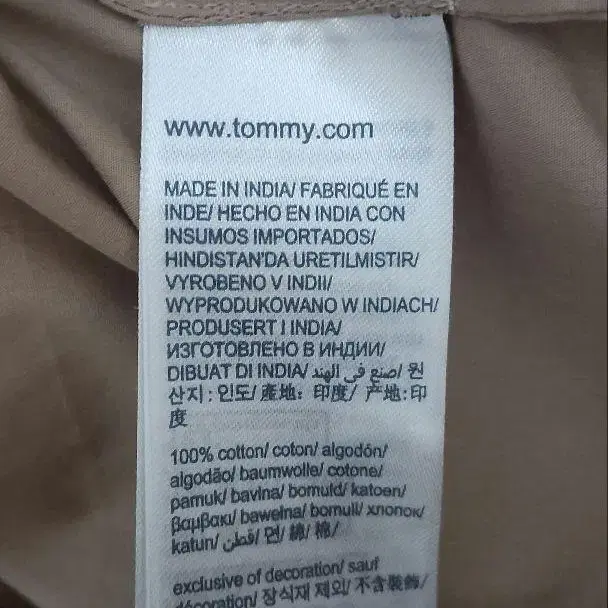 www.tommy.com
MADE IN INDIA/ FABRIQUÉ EN
INDE/ HECHO EN INDIA CON
INSUMOS IMPORTADOS/
HINDISTAN'DA URETILMISTIR/
VYROBENO V INDII/
WYPRODUKOWANO W INDIACH/
PRODUSERT I INDIA/
ИЗГОТОВЛЕНО В ИНДИИ/
DIBUAT DI INDIA/ اصنع في الهند/ 원
산지: 인도/ 產地: 印度/ 产地:印
度
100% cotton/ coton/ algodón/
algodão/ baumwolle/ cotone/
pamuk/ bavlna/ bomuld/ katoen/
βαμβακι/ bawełna/ bomull/ хлопок/
katun/ قطن/ 면/ 綿/ 棉/
exclusive of decoration/ sauf
décoration/ 장식재 제외/ 不含裝飾/